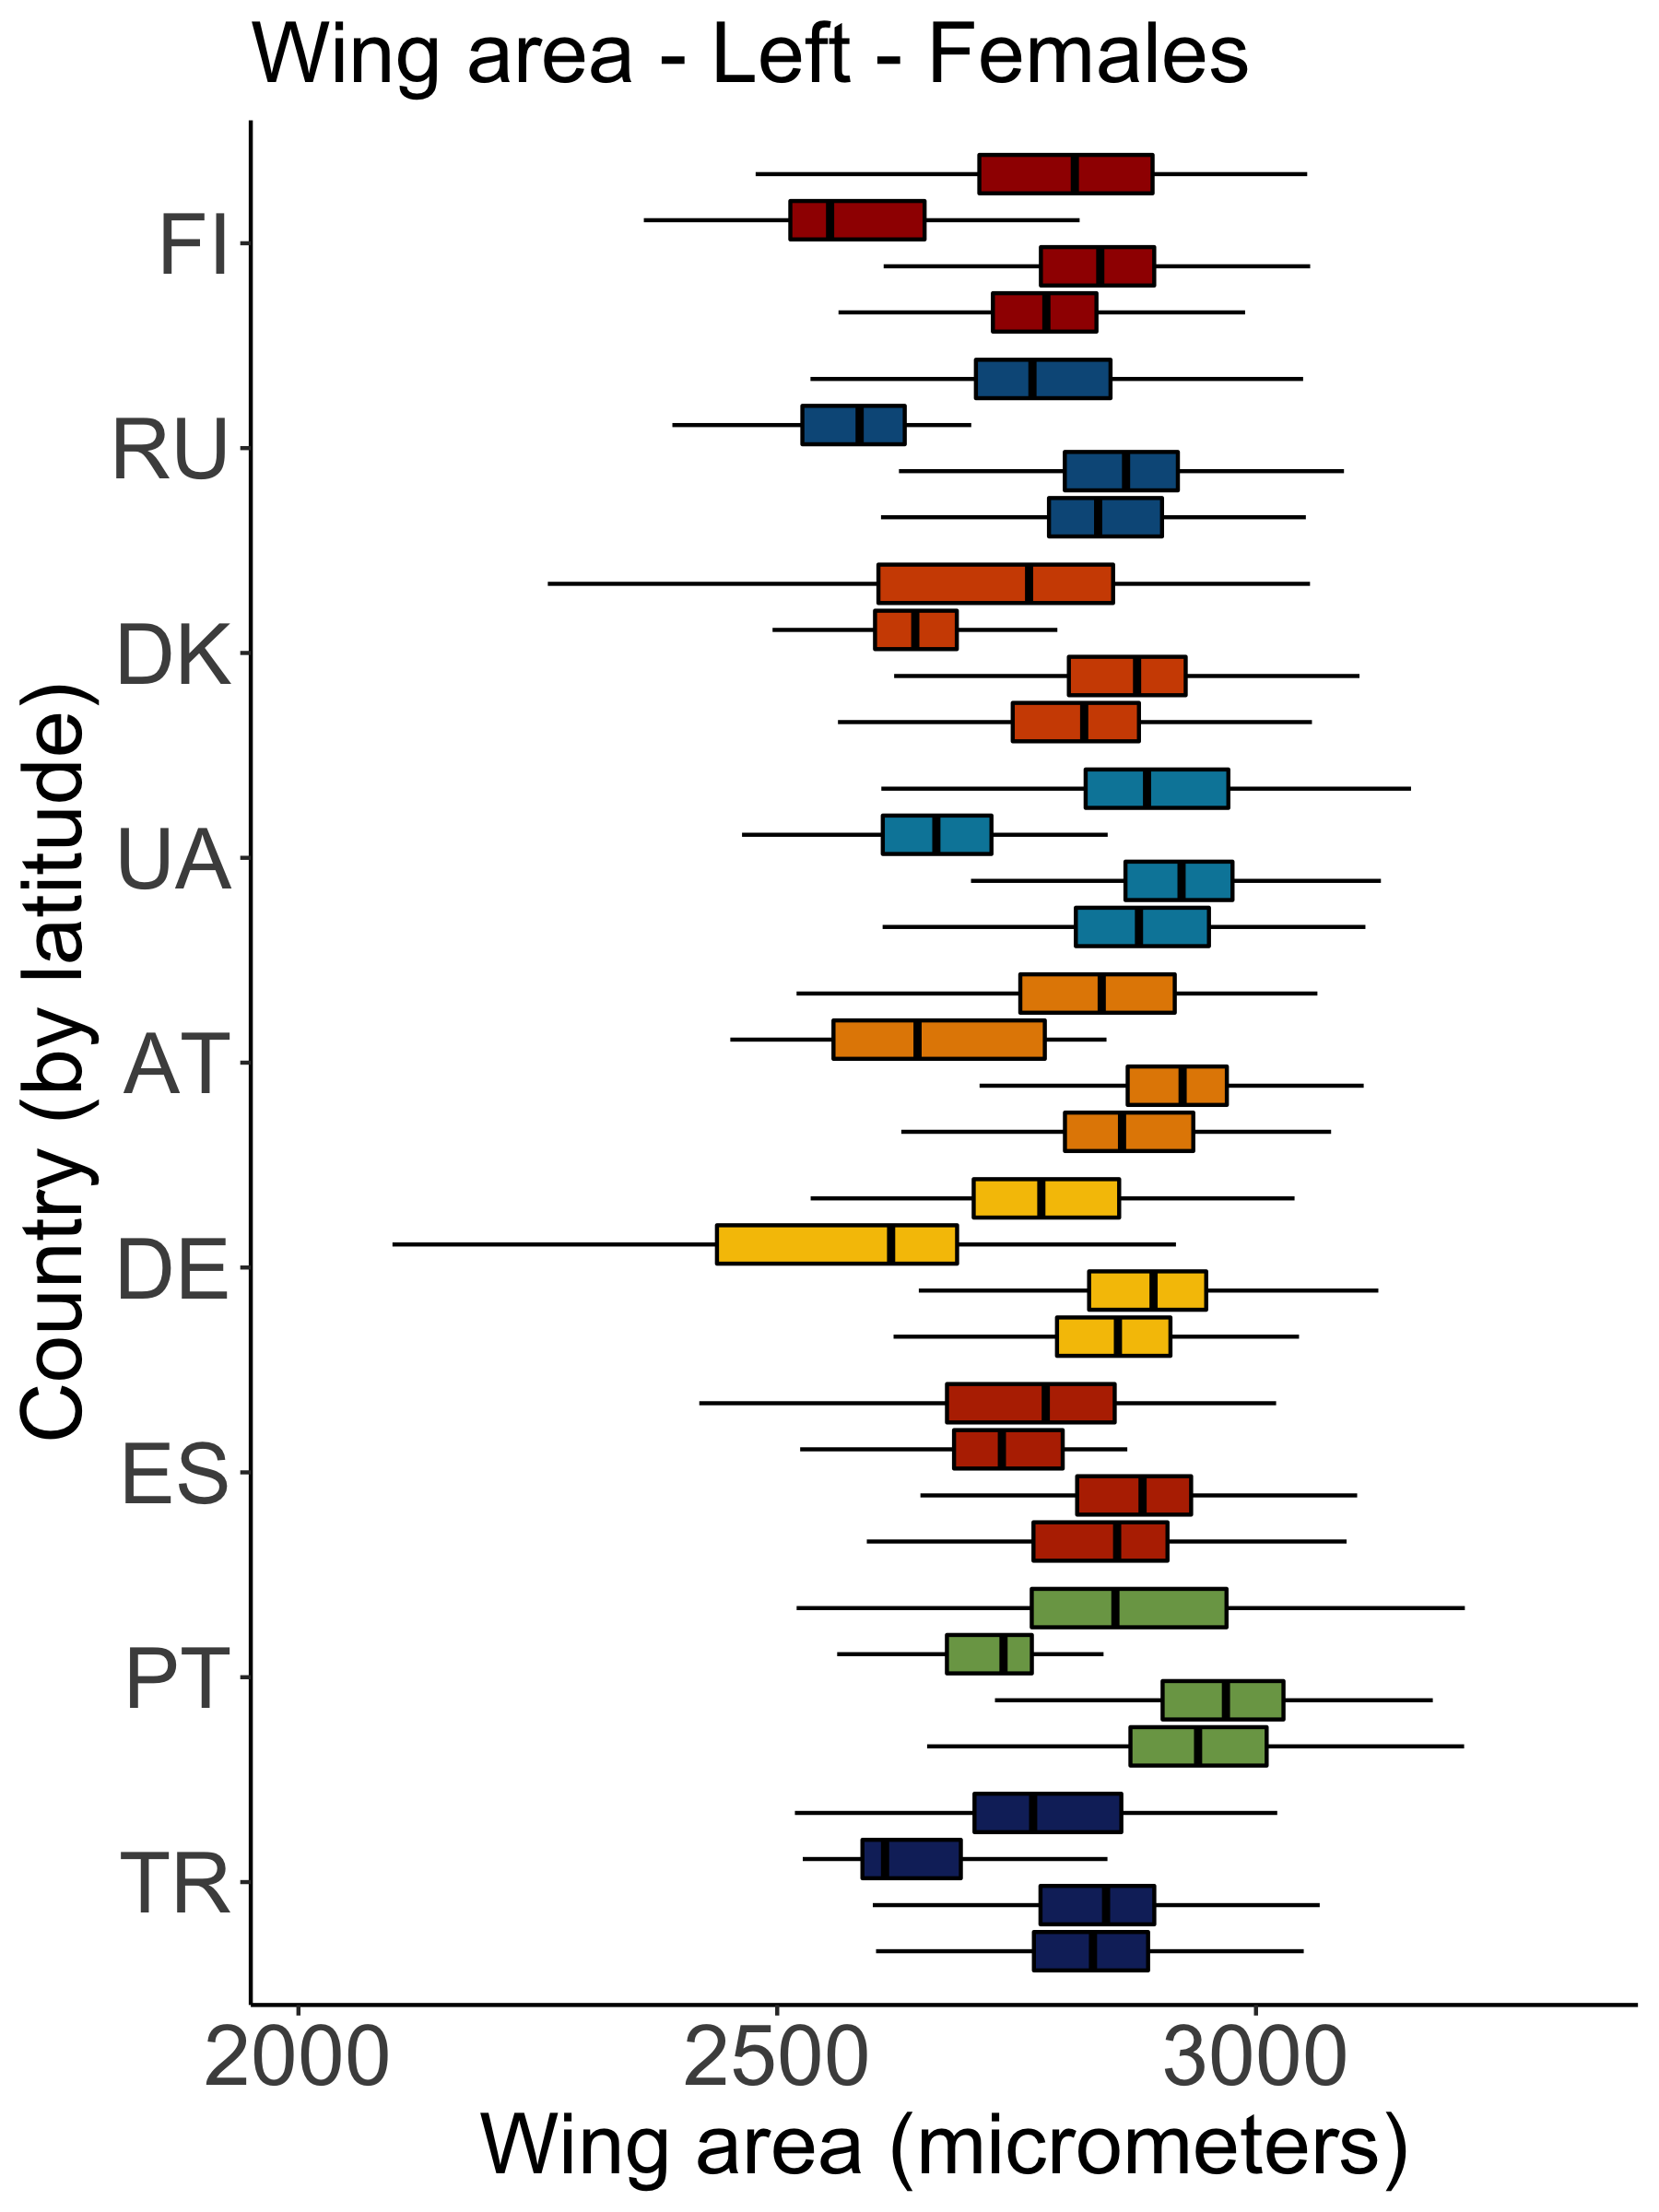 Wing area - Left - Females
FI
RU
DK
UA
AT
DE
ES
PT
TR
Country (by latitude)
2000 2500 3000
Wing area (micrometers)